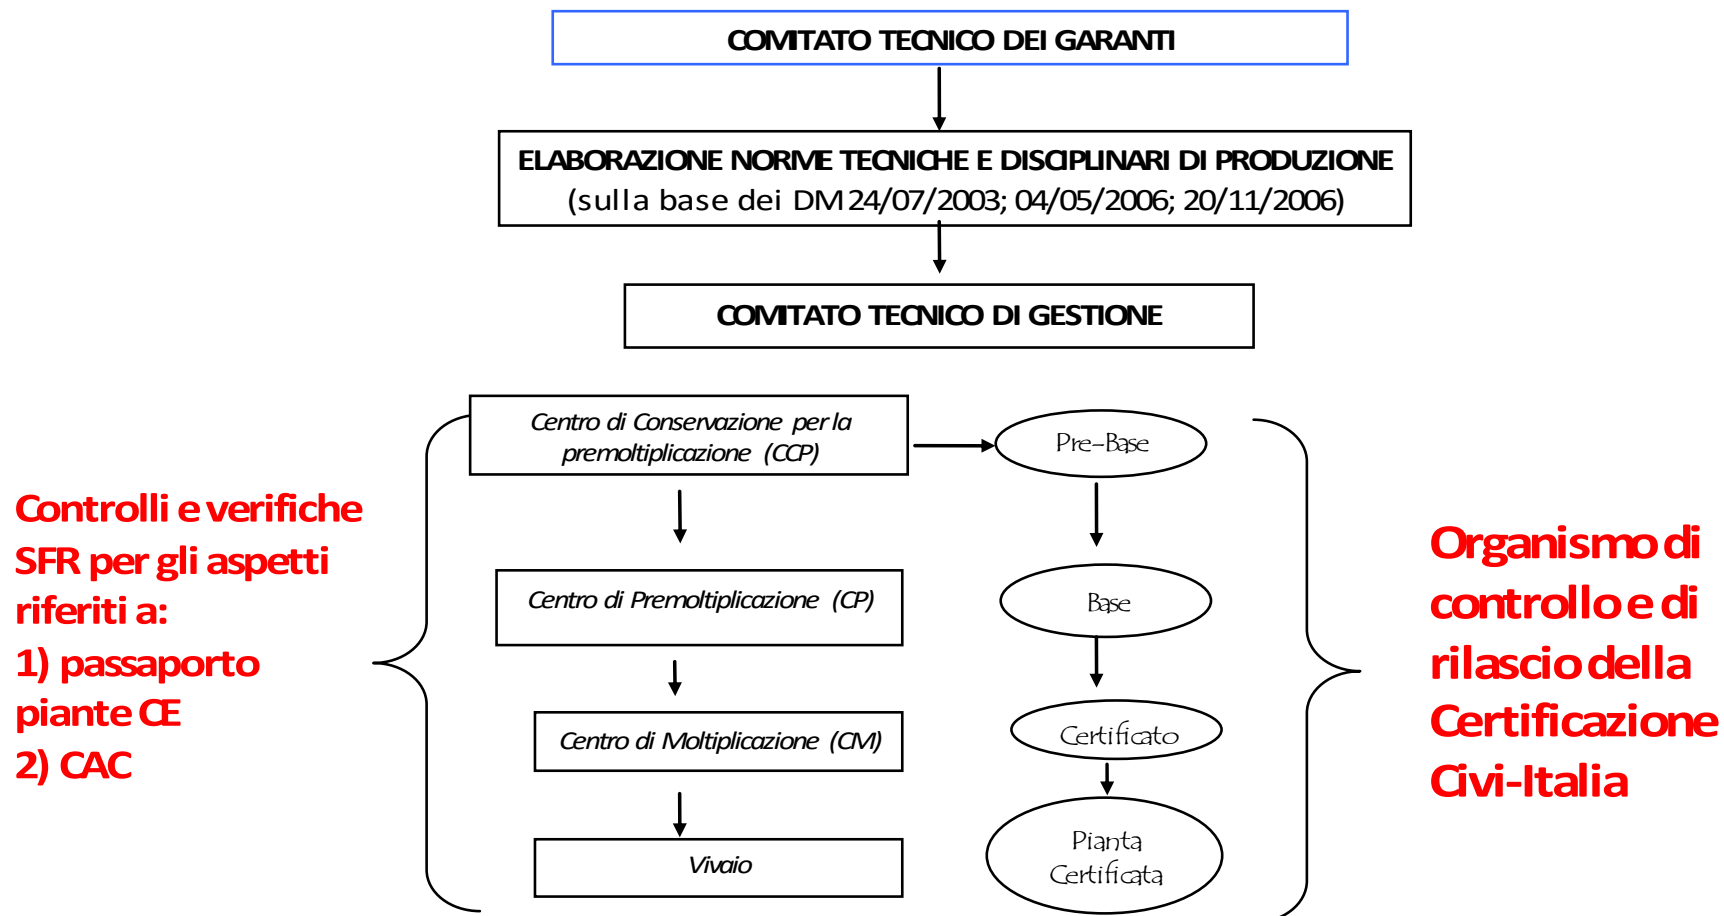 COMITATO TECNICO DEI GARANTI
ELABORAZIONE NORME TECNICHE E DISCIPLINARI DI PRODUZIONE
(sulla base dei DM 24/07/2003; 04/05/2006; 20/11/2006)
COMITATO TECNICO DI GESTIONE
Centro di Conservazione per la
premoltiplicazione (CCP)
Pre-Base
Controlli e verifiche
SFR per gli aspetti
riferiti a:
1) passaporto
piante CE
2) CAC
Centro di Premoltiplicazione (CP)
Base
Centro di Moltiplicazione (CM)
Certificato
Vivaio
Pianta
Certificata
Organismo di
controllo e di
rilascio della
Certificazione
Civi-Italia